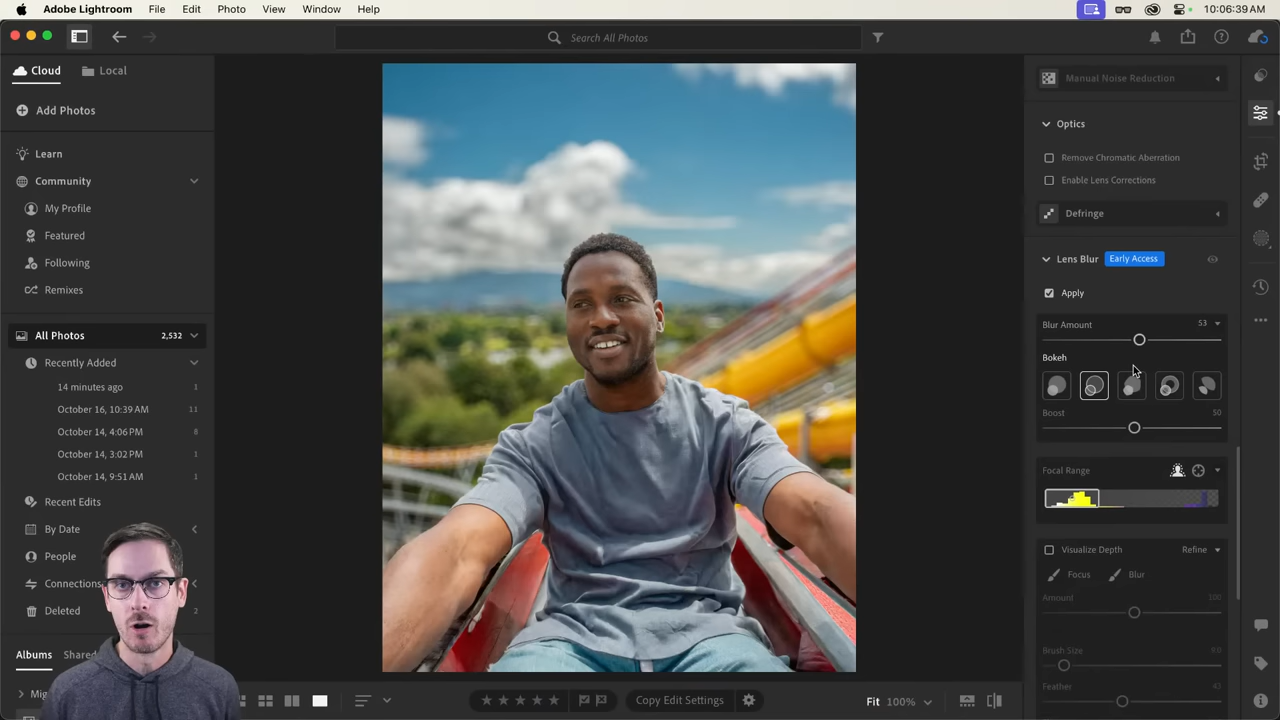 Adobe Lightroom File Edit Photo View Window Help 10:06:39 AM
Search All Photos
Cloud Local
Add Photos
Learn
Community
My Profile
Featured
Following
Remixes
All Photos 2,532
Recently Added
14 minutes ago 1
October 16, 10:39 AM 11
October 14, 4:06 PM 8
October 14, 3:02 PM 1
October 14, 9:51 AM 1
Recent Edits
By Date
People
Connections
Deleted 2
Albums Shared
Copy Edit Settings
Fit 100%
Manual Noise Reduction
Optics
Remove Chromatic Aberration
Enable Lens Corrections
Defringe
Lens Blur Early Access
Apply
Blur Amount 53
Bokeh
Boost 50
Focal Range
Visualize Depth Refine
Focus Blur
Amount 100
Brush Size 8.0
Feather 43